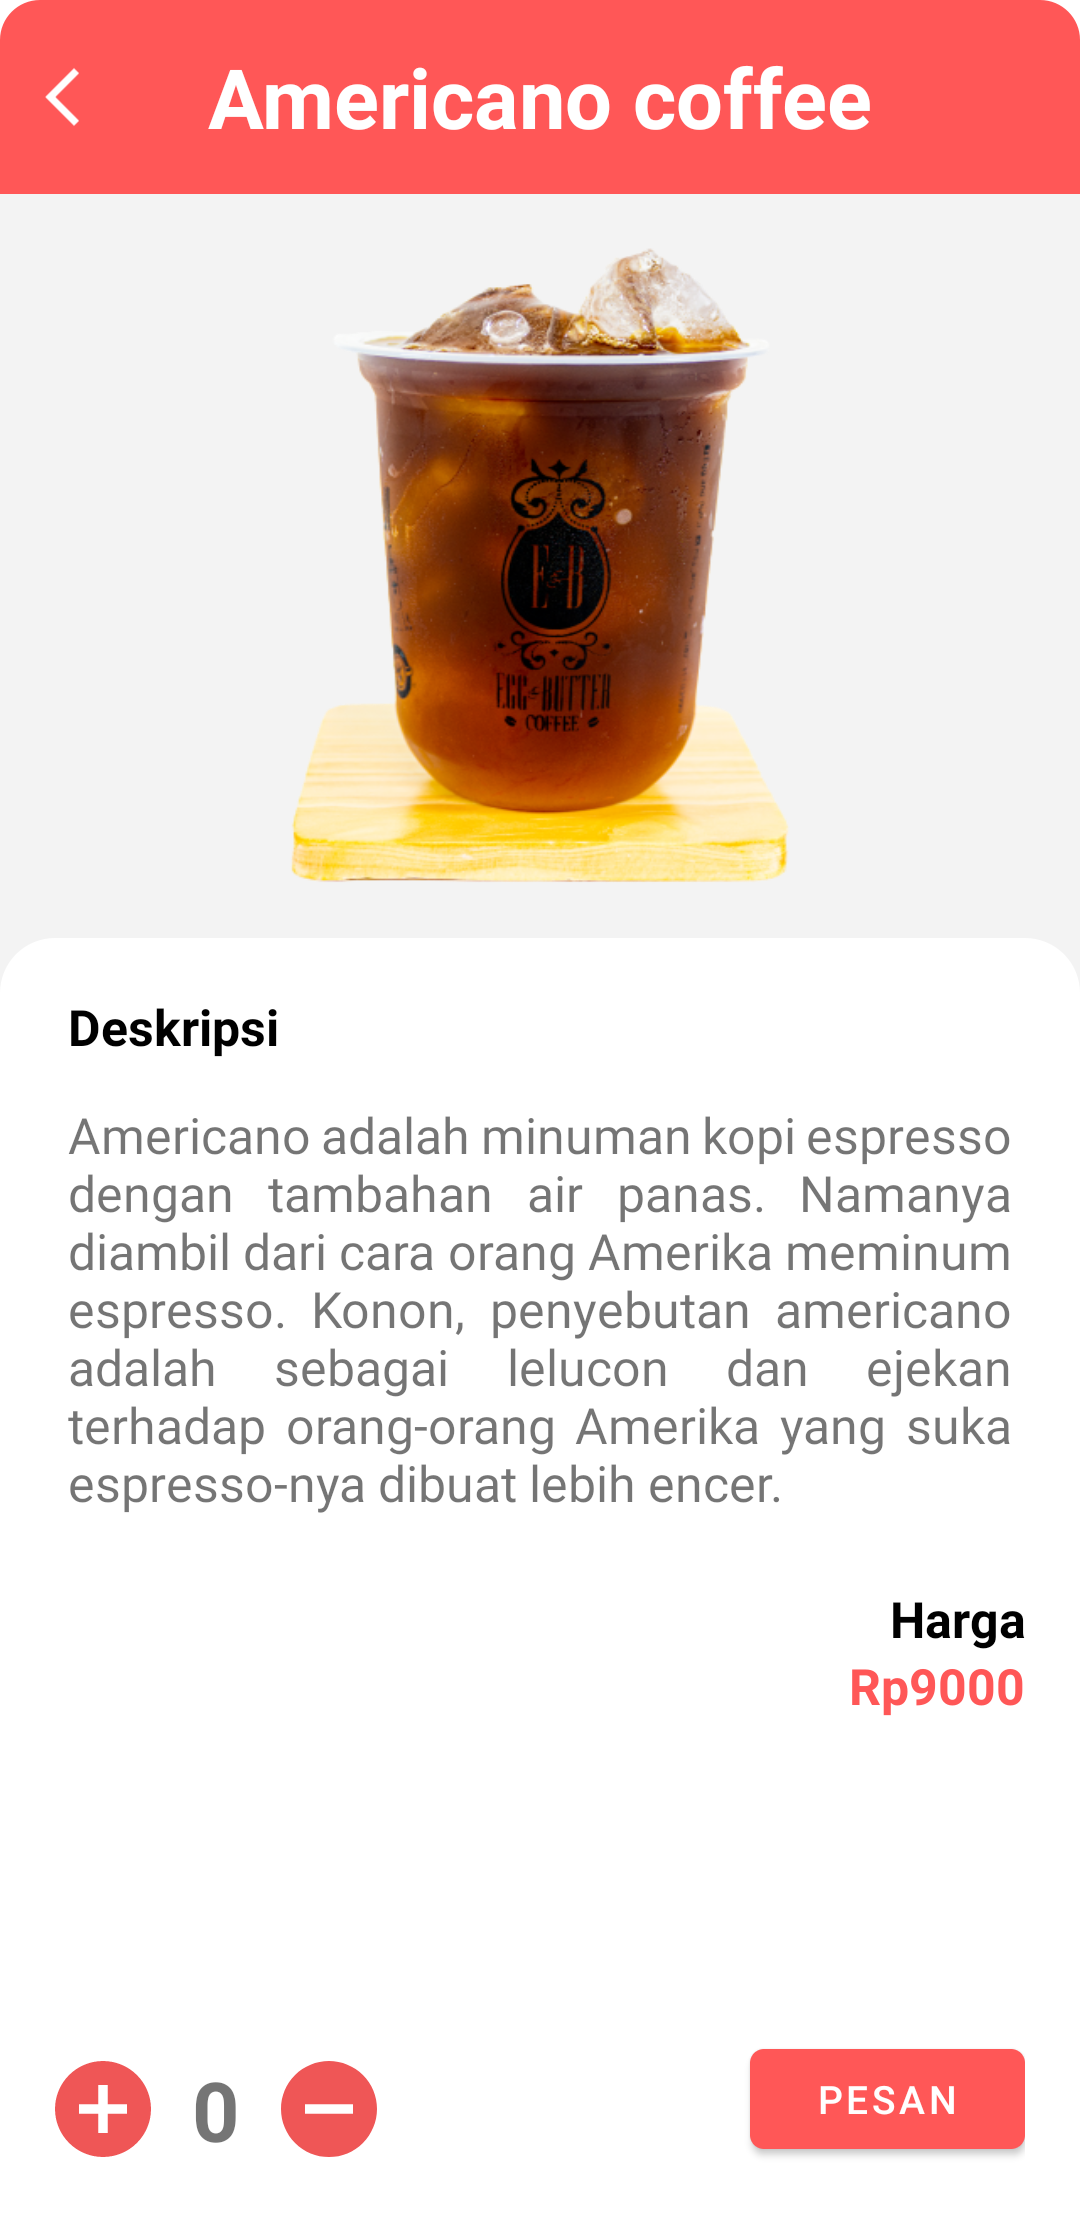 Americano coffee
E&B
EGG & BUTTER
COFFEE
Deskripsi
Americano adalah minuman kopi espresso
dengan tambahan air panas. Namanya
diambil dari cara orang Amerika meminum
espresso. Konon, penyebutan americano
adalah sebagai lelucon dan ejekan
terhadap orang-orang Amerika yang suka
espresso-nya dibuat lebih encer.
Harga
Rp9000
0
PESAN